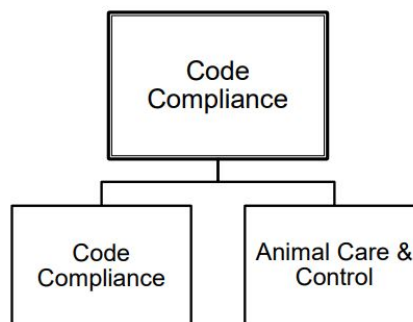 Code
Compliance
Code
Compliance
Animal Care &
Control